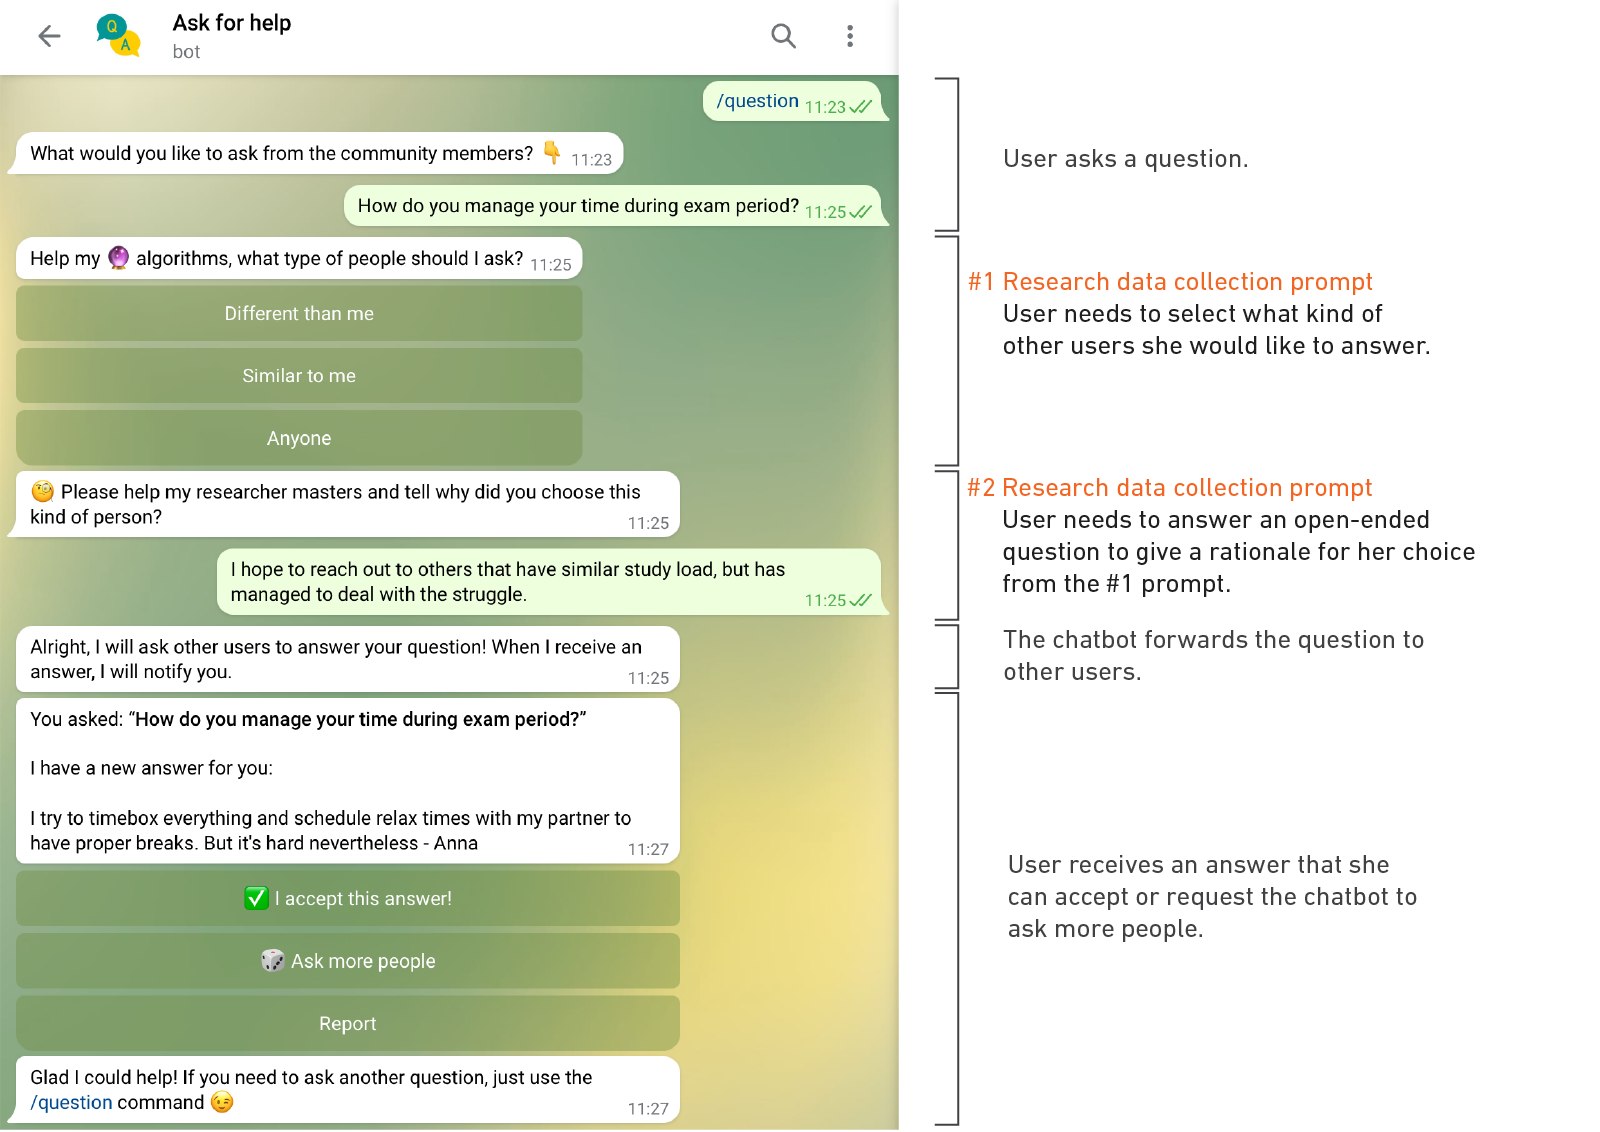 Ask for help
bot
Q
A
/question 11:23
What would you like to ask from the community members? 👇 11:23
How do you manage your time during exam period? 11:25
Help my 🔮 algorithms, what type of people should I ask? 11:25
Different than me
Similar to me
Anyone
🧐 Please help my researcher masters and tell why did you choose this
kind of person? 11:25
I hope to reach out to others that have similar study load, but has
managed to deal with the struggle. 11:25
Alright, I will ask other users to answer your question! When I receive an
answer, I will notify you. 11:25
You asked: “How do you manage your time during exam period?”
I have a new answer for you:
I try to timebox everything and schedule relax times with my partner to
have proper breaks. But it's hard nevertheless - Anna 11:27
✅ I accept this answer!
🎲 Ask more people
Report
Glad I could help! If you need to ask another question, just use the
/question command 😉 11:27
User asks a question.
#1 Research data collection prompt
User needs to select what kind of
other users she would like to answer.
#2 Research data collection prompt
User needs to answer an open-ended
question to give a rationale for her choice
from the #1 prompt.
The chatbot forwards the question to
other users.
User receives an answer that she
can accept or request the chatbot to
ask more people.